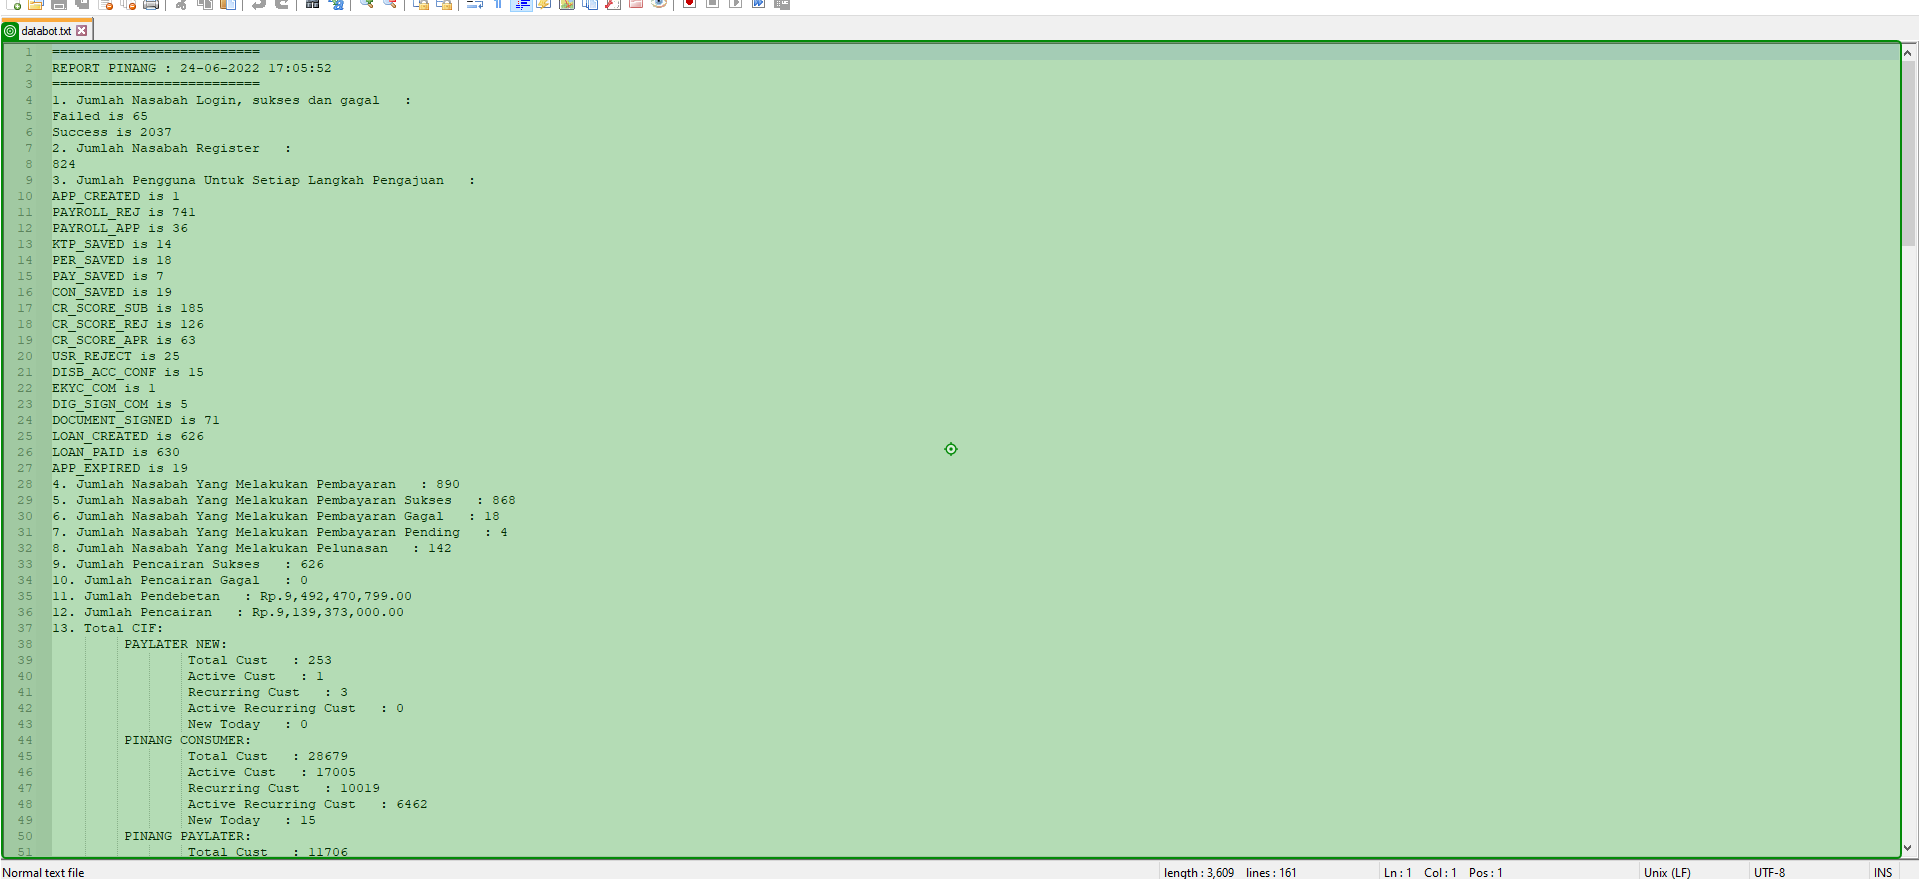 databot.txt
1 ==========================
2 REPORT PINANG : 24-06-2022 17:05:52
3 ==========================
4 1. Jumlah Nasabah Login, sukses dan gagal   :
5 Failed is 65
6 Success is 2037
7 2. Jumlah Nasabah Register   :
8 824
9 3. Jumlah Pengguna Untuk Setiap Langkah Pengajuan   :
10 APP_CREATED is 1
11 PAYROLL_REJ is 741
12 PAYROLL_APP is 36
13 KTP_SAVED is 14
14 PER_SAVED is 18
15 PAY_SAVED is 7
16 CON_SAVED is 19
17 CR_SCORE_SUB is 185
18 CR_SCORE_REJ is 126
19 CR_SCORE_APR is 63
20 USR_REJECT is 25
21 DISB_ACC_CONF is 15
22 EKYC_COM is 1
23 DIG_SIGN_COM is 5
24 DOCUMENT_SIGNED is 71
25 LOAN_CREATED is 626
26 LOAN_PAID is 630
27 APP_EXPIRED is 19
28 4. Jumlah Nasabah Yang Melakukan Pembayaran   : 890
29 5. Jumlah Nasabah Yang Melakukan Pembayaran Sukses   : 868
30 6. Jumlah Nasabah Yang Melakukan Pembayaran Gagal   : 18
31 7. Jumlah Nasabah Yang Melakukan Pembayaran Pending   : 4
32 8. Jumlah Nasabah Yang Melakukan Pelunasan   : 142
33 9. Jumlah Pencairan Sukses   : 626
34 10. Jumlah Pencairan Gagal   : 0
35 11. Jumlah Pendebetan   : Rp.9,492,470,799.00
36 12. Jumlah Pencairan   : Rp.9,139,373,000.00
37 13. Total CIF:
38 PAYLATER NEW:
39 Total Cust   : 253
40 Active Cust   : 1
41 Recurring Cust   : 3
42 Active Recurring Cust   : 0
43 New Today   : 0
44 PINANG CONSUMER:
45 Total Cust   : 28679
46 Active Cust   : 17005
47 Recurring Cust   : 10019
48 Active Recurring Cust   : 6462
49 New Today   : 15
50 PINANG PAYLATER:
51 Total Cust   : 11706
Normal text file length : 3,609 lines : 161 Ln : 1 Col : 1 Pos : 1 Unix (LF) UTF-8 INS